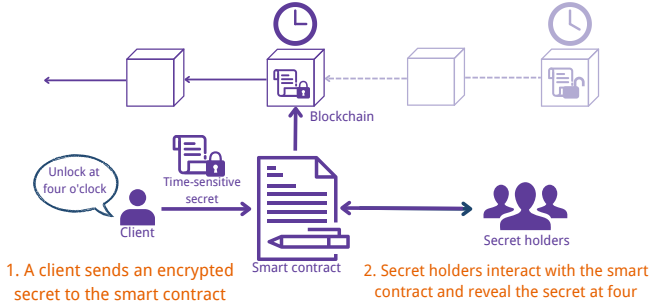 Blockchain
Unlock at
four o'clock
Time-sensitive
secret
Client
Smart contract
Secret holders
1. A client sends an encrypted
secret to the smart contract
2. Secret holders interact with the smart
contract and reveal the secret at four